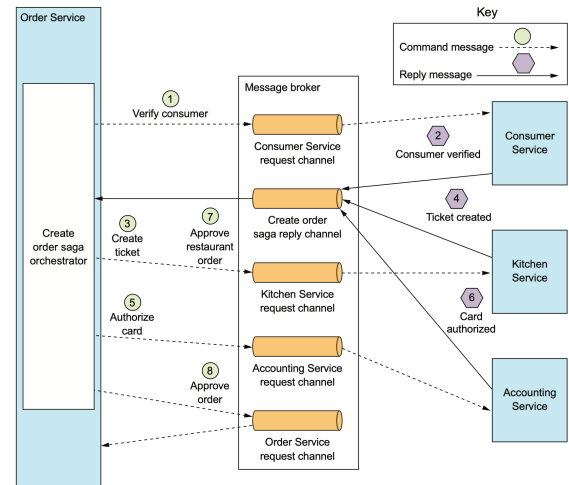 Order Service
Key
Command message
Reply message
Message broker
1
Verify consumer
Consumer Service
request channel
2
Consumer verified
Consumer
Service
Create
order saga
orchestrator
3
Create
ticket
7
Approve
restaurant
order
Create order
saga reply channel
4
Ticket created
Kitchen
Service
Kitchen Service
request channel
5
Authorize
card
6
Card
authorized
Accounting Service
request channel
8
Approve
order
Accounting
Service
Order Service
request channel